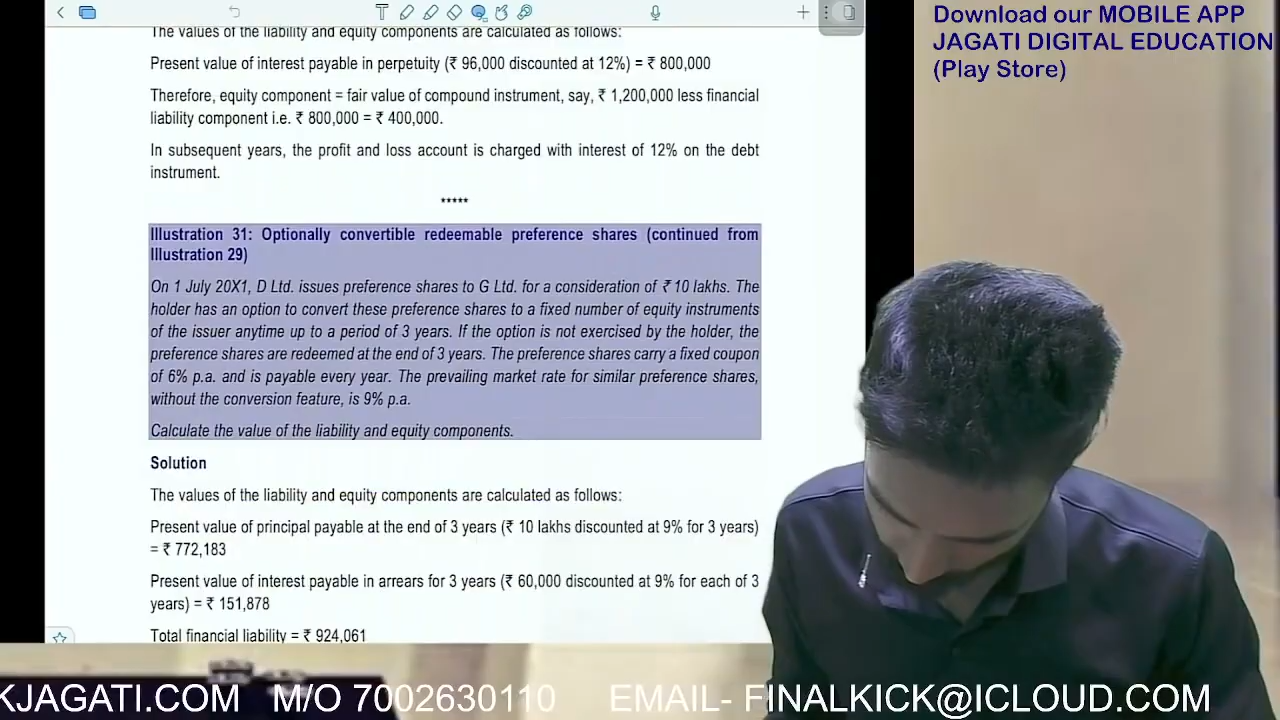 Download our MOBILE APP
JAGATI DIGITAL EDUCATION
(Play Store)
The values of the liability and equity components are calculated as follows:
Present value of interest payable in perpetuity (₹ 96,000 discounted at 12%) = ₹ 800,000
Therefore, equity component = fair value of compound instrument, say, ₹ 1,200,000 less financial
liability component i.e. ₹ 800,000 = ₹ 400,000.
In subsequent years, the profit and loss account is charged with interest of 12% on the debt
instrument.
*****
Illustration 31: Optionally convertible redeemable preference shares (continued from
Illustration 29)
On 1 July 20X1, D Ltd. issues preference shares to G Ltd. for a consideration of ₹ 10 lakhs. The
holder has an option to convert these preference shares to a fixed number of equity instruments
of the issuer anytime up to a period of 3 years. If the option is not exercised by the holder, the
preference shares are redeemed at the end of 3 years. The preference shares carry a fixed coupon
of 6% p.a. and is payable every year. The prevailing market rate for similar preference shares,
without the conversion feature, is 9% p.a.
Calculate the value of the liability and equity components.
Solution
The values of the liability and equity components are calculated as follows:
Present value of principal payable at the end of 3 years (₹ 10 lakhs discounted at 9% for 3 years)
= ₹ 772,183
Present value of interest payable in arrears for 3 years (₹ 60,000 discounted at 9% for each of 3
years) = ₹ 151,878
Total financial liability = ₹ 924,061
KJAGATI.COM M/O 7002630110 EMAIL- FINALKICK@ICLOUD.COM